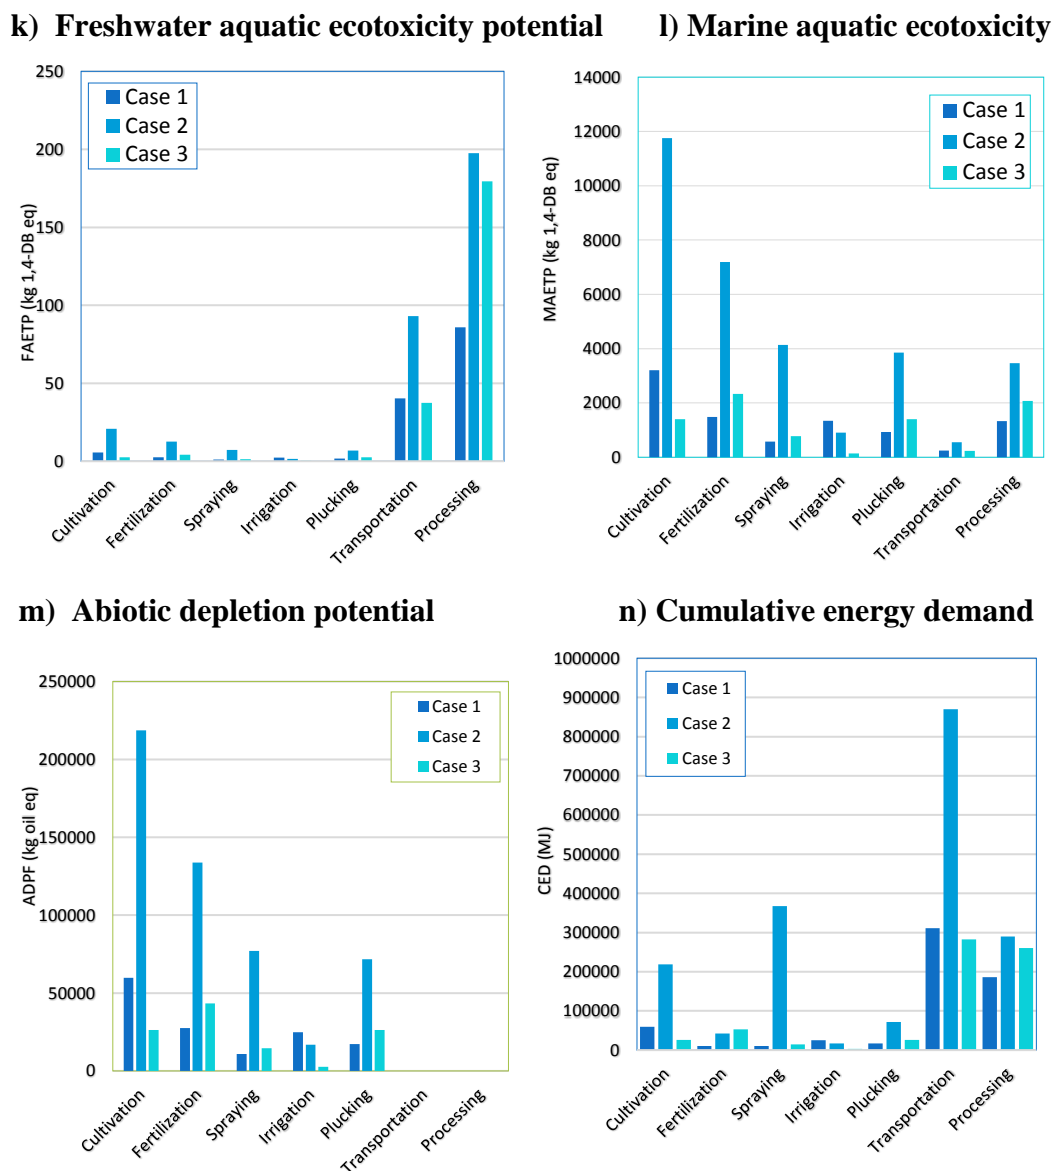 k) Freshwater aquatic ecotoxicity potential
l) Marine aquatic ecotoxicity
250
200
150
100
50
0
FAETP (kg 1,4-DB eq)
Case 1
Case 2
Case 3
Cultivation
Fertilization
Spraying
Irrigation
Plucking
Transportation
Processing
14000
12000
10000
8000
6000
4000
2000
0
MAETP (kg 1,4-DB eq)
Case 1
Case 2
Case 3
Cultivation
Fertilization
Spraying
Irrigation
Plucking
Transportation
Processing
m) Abiotic depletion potential
n) Cumulative energy demand
250000
200000
150000
100000
50000
0
ADPF (kg oil eq)
Case 1
Case 2
Case 3
Cultivation
Fertilization
Spraying
Irrigation
Plucking
Transportation
Processing
1000000
900000
800000
700000
600000
500000
400000
300000
200000
100000
0
CED (MJ)
Case 1
Case 2
Case 3
Cultivation
Fertilization
Spraying
Irrigation
Plucking
Transportation
Processing